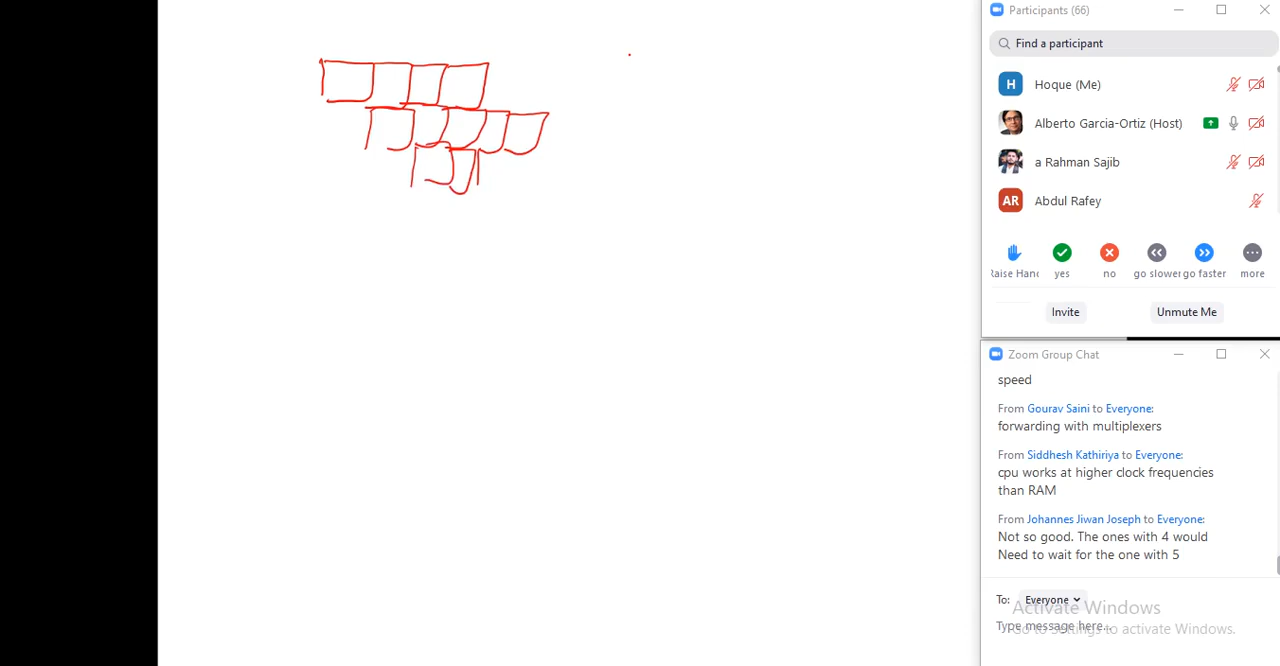 Participants (66)
Find a participant
H Hoque (Me)
Alberto Garcia-Ortiz (Host)
a Rahman Sajib
AR Abdul Rafey
Raise Hand yes no go slower go faster more
Invite Unmute Me
Zoom Group Chat
speed
From Gourav Saini to Everyone:
forwarding with multiplexers
From Siddhesh Kathiriya to Everyone:
cpu works at higher clock frequencies
than RAM
From Johannes Jiwan Joseph to Everyone:
Not so good. The ones with 4 would
Need to wait for the one with 5
To: Everyone
Activate Windows
Type message here...
Go to Settings to activate Windows.